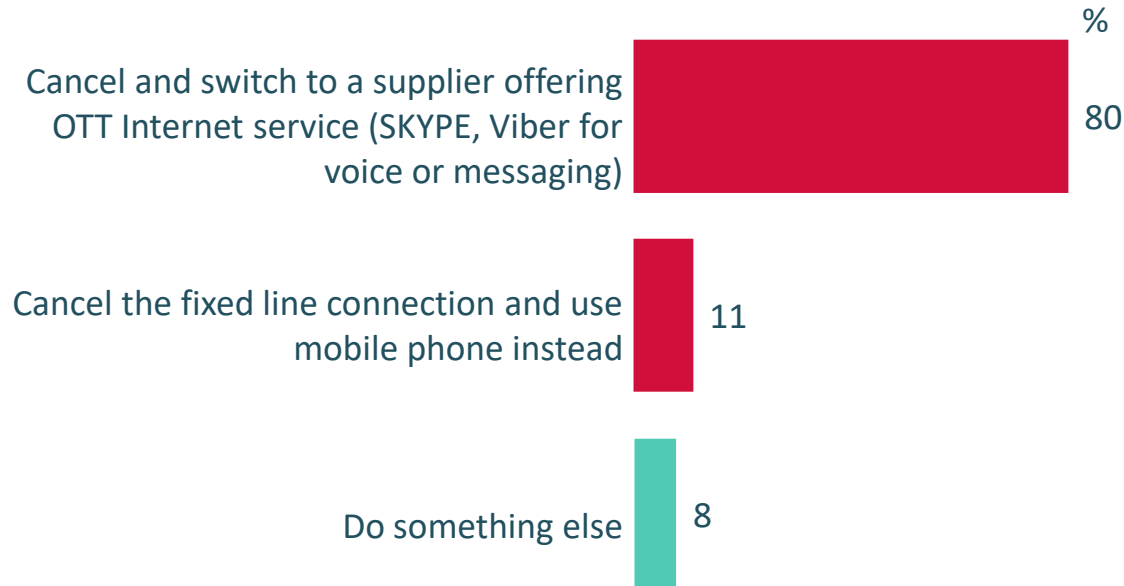 %
Cancel and switch to a supplier offering
OTT Internet service (SKYPE, Viber for
voice or messaging)
80
Cancel the fixed line connection and use
mobile phone instead
11
Do something else
8